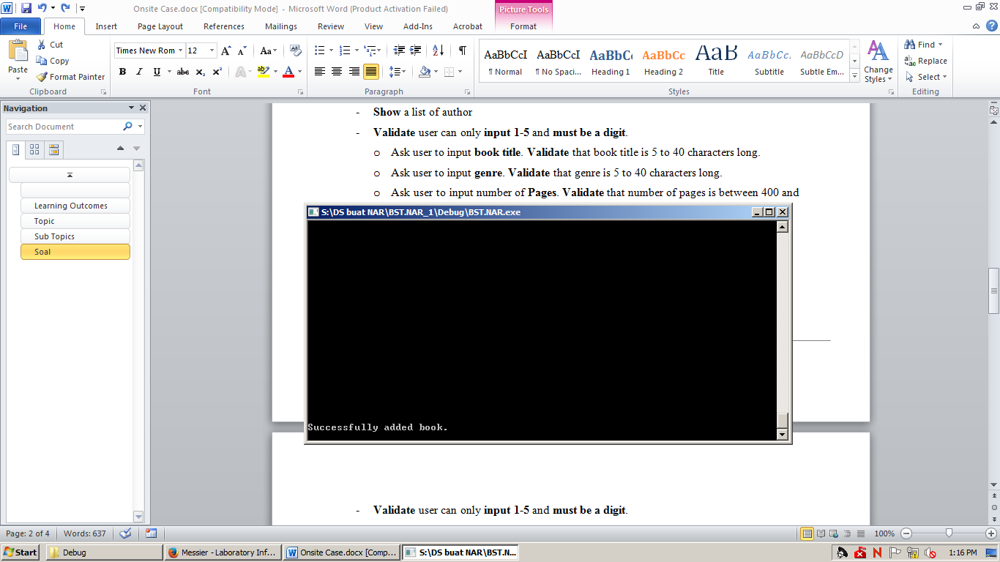 Onsite Case.docx [Compatibility Mode] - Microsoft Word (Product Activation Failed)
Picture Tools
File Home Insert Page Layout References Mailings Review View Add-Ins Acrobat Format
Paste
Cut
Copy
Format Painter
Times New Rom 12
AaBbCcI AaBbCcI AaBbCc AaBbCc AaB AaBbCc. AaBbCcD
¶ Normal ¶ No Spaci... Heading 1 Heading 2 Title Subtitle Subtle Em...
Change Styles
Find
Replace
Select
Clipboard Font Paragraph Styles Editing
Navigation
Search Document
Learning Outcomes
Topic
Sub Topics
Soal
- Show a list of author
- Validate user can only input 1-5 and must be a digit.
o Ask user to input book title. Validate that book title is 5 to 40 characters long.
o Ask user to input genre. Validate that genre is 5 to 40 characters long.
o Ask user to input number of Pages. Validate that number of pages is between 400 and
S:\DS buat NAR\BST.NAR_1\Debug\BST.NAR.exe
Successfully added book.
- Validate user can only input 1-5 and must be a digit.
Page: 2 of 4 Words: 637 100%
Start Debug Messier - Laboratory Inf... Onsite Case.docx [Comp... S:\DS buat NAR\BST.N... 1:16 PM